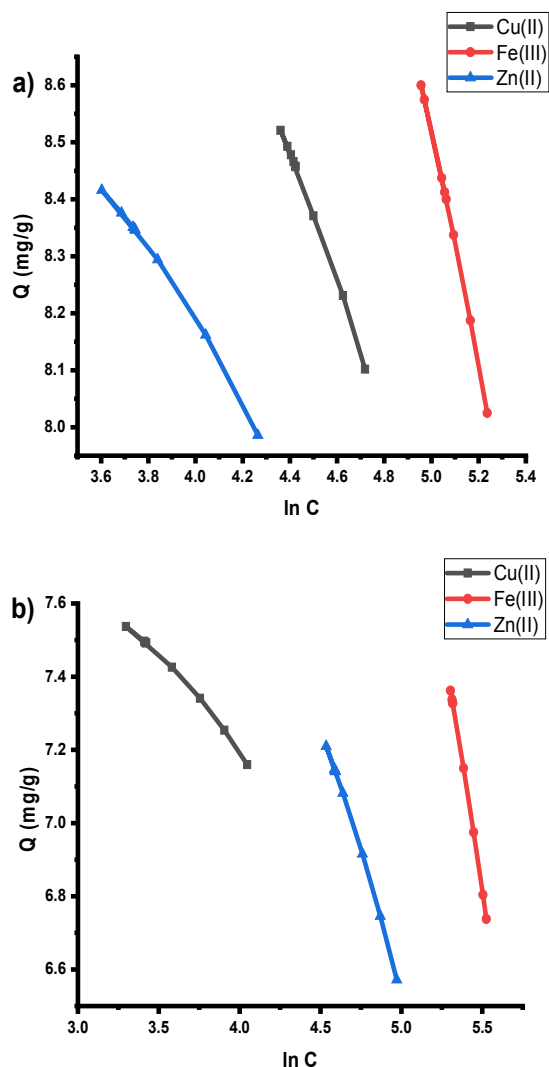 Cu(II)
Fe(III)
Zn(II)
a)
8.6
8.5
8.4
8.3
8.2
8.1
8.0
Q (mg/g)
3.6 3.8 4.0 4.2 4.4 4.6 4.8 5.0 5.2 5.4
ln C
Cu(II)
Fe(III)
Zn(II)
b)
7.6
7.4
7.2
7.0
6.8
6.6
Q (mg/g)
3.0 3.5 4.0 4.5 5.0 5.5
ln C